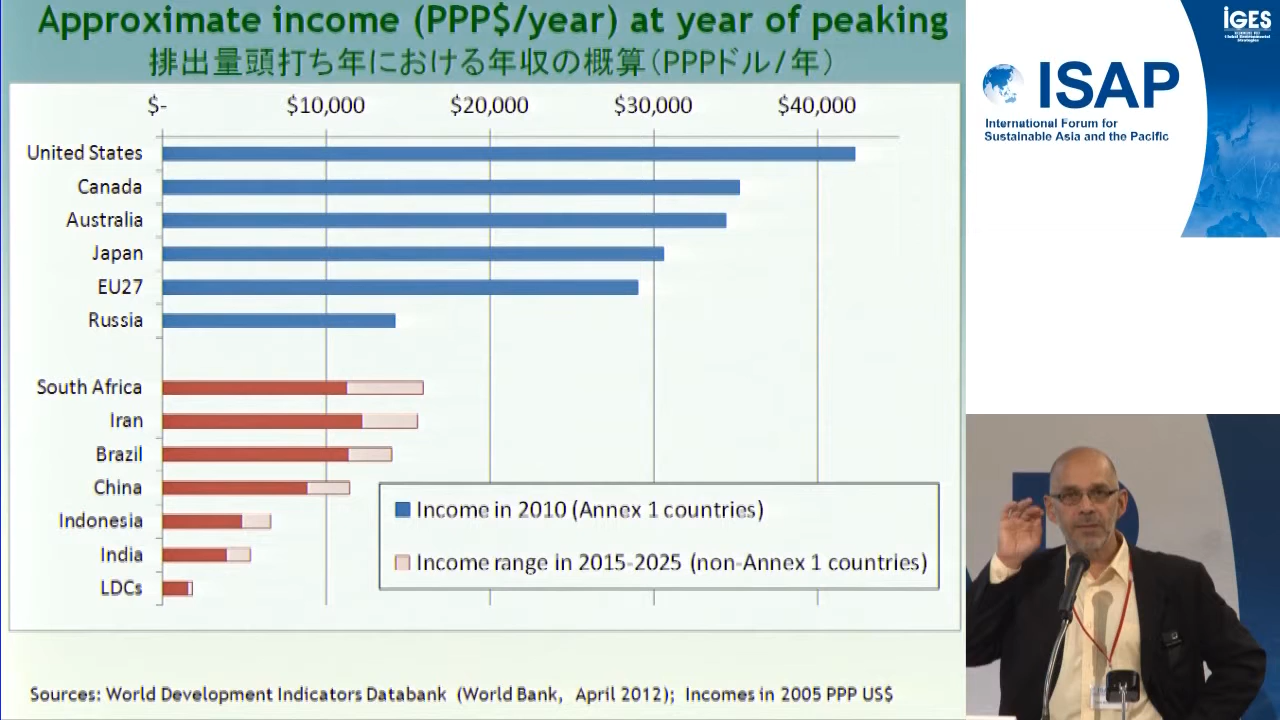 Approximate income (PPP$/year) at year of peaking
排出量頭打ち年における年収の概算（PPPドル/年）
$- $10,000 $20,000 $30,000 $40,000
United States
Canada
Australia
Japan
EU27
Russia
South Africa
Iran
Brazil
China
Indonesia
India
LDCs
Income in 2010 (Annex 1 countries)
Income range in 2015-2025 (non-Annex 1 countries)
Sources: World Development Indicators Databank (World Bank, April 2012); Incomes in 2005 PPP US$
IGES
ISAP
International Forum for
Sustainable Asia and the Pacific